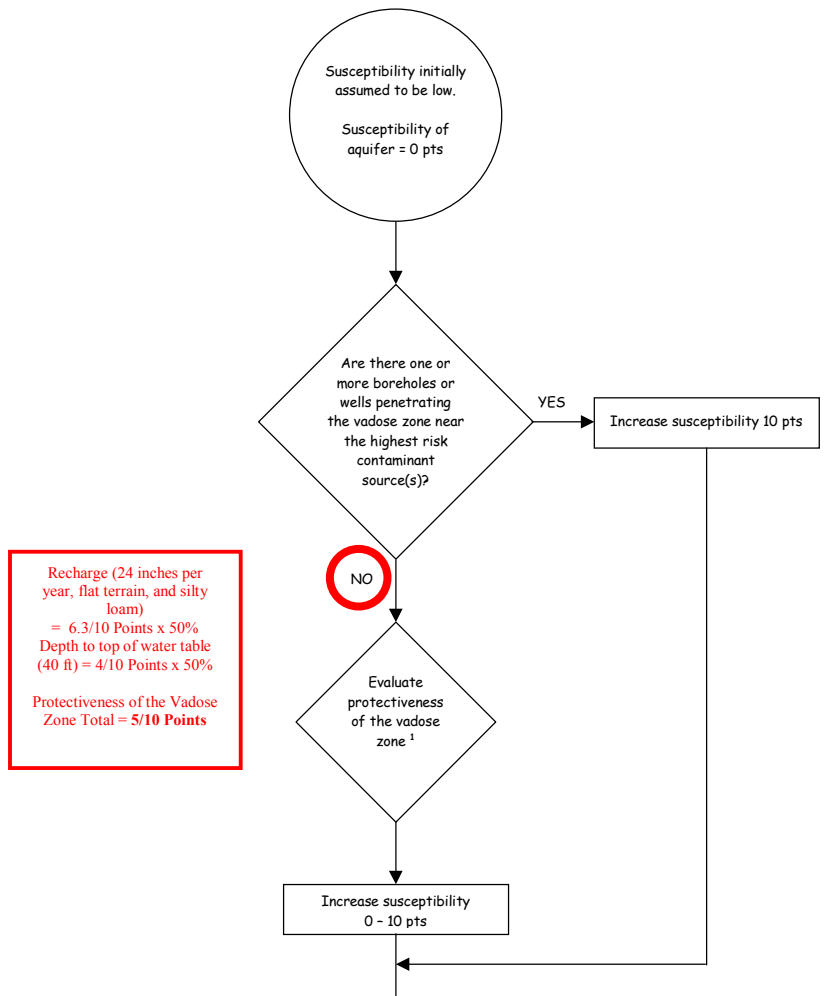 Susceptibility initially
assumed to be low.
Susceptibility of
aquifer = 0 pts
Are there one or
more boreholes or
wells penetrating
the vadose zone near
the highest risk
contaminant
source(s)?
YES
Increase susceptibility 10 pts
NO
Recharge (24 inches per
year, flat terrain, and silty
loam)
= 6.3/10 Points x 50%
Depth to top of water table
(40 ft) = 4/10 Points x 50%
Protectiveness of the Vadose
Zone Total = 5/10 Points
Evaluate
protectiveness
of the vadose
zone ¹
Increase susceptibility
0 – 10 pts